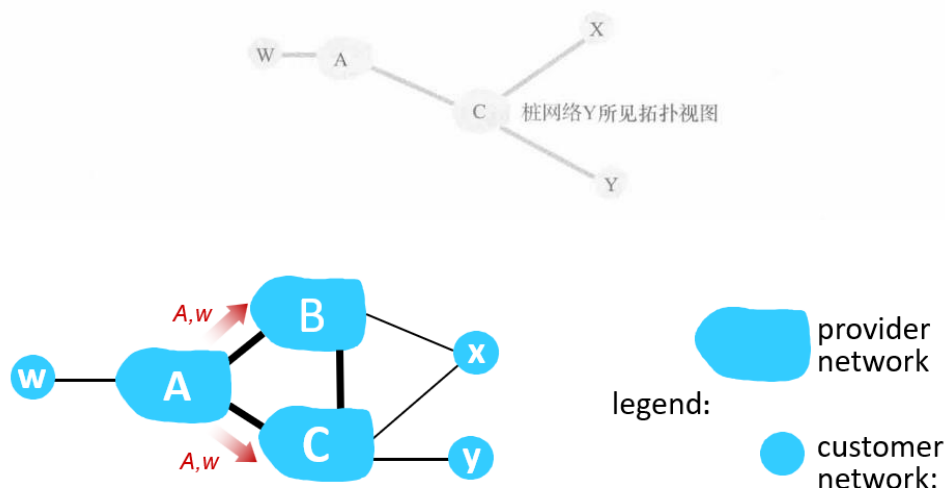 X
W
A
C
桩网络Y所见拓扑视图
Y
A,w
B
w
A
x
C
y
A,w
provider
network
legend:
customer
network: